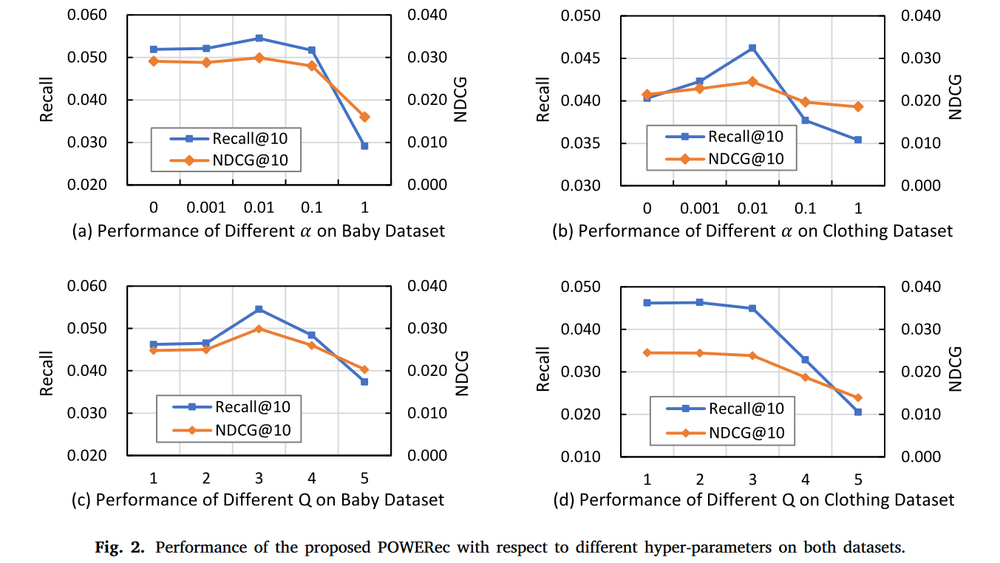 0.060 0.040 0.050 0.040
0.050 0.030 0.045 0.030
Recall NDCG Recall NDCG
0.040 0.020 0.040 0.020
0.030 0.010 0.035 0.010
Recall@10 Recall@10
NDCG@10 NDCG@10
0.020 0.000 0.030 0.000
0 0.001 0.01 0.1 1 0 0.001 0.01 0.1 1
(a) Performance of Different α on Baby Dataset (b) Performance of Different α on Clothing Dataset
0.060 0.040 0.050 0.040
0.050 0.030 0.040 0.030
Recall NDCG Recall NDCG
0.040 0.020 0.030 0.020
0.030 0.010 0.020 0.010
Recall@10 Recall@10
NDCG@10 NDCG@10
0.020 0.000 0.010 0.000
1 2 3 4 5 1 2 3 4 5
(c) Performance of Different Q on Baby Dataset (d) Performance of Different Q on Clothing Dataset
Fig. 2. Performance of the proposed POWERec with respect to different hyper-parameters on both datasets.